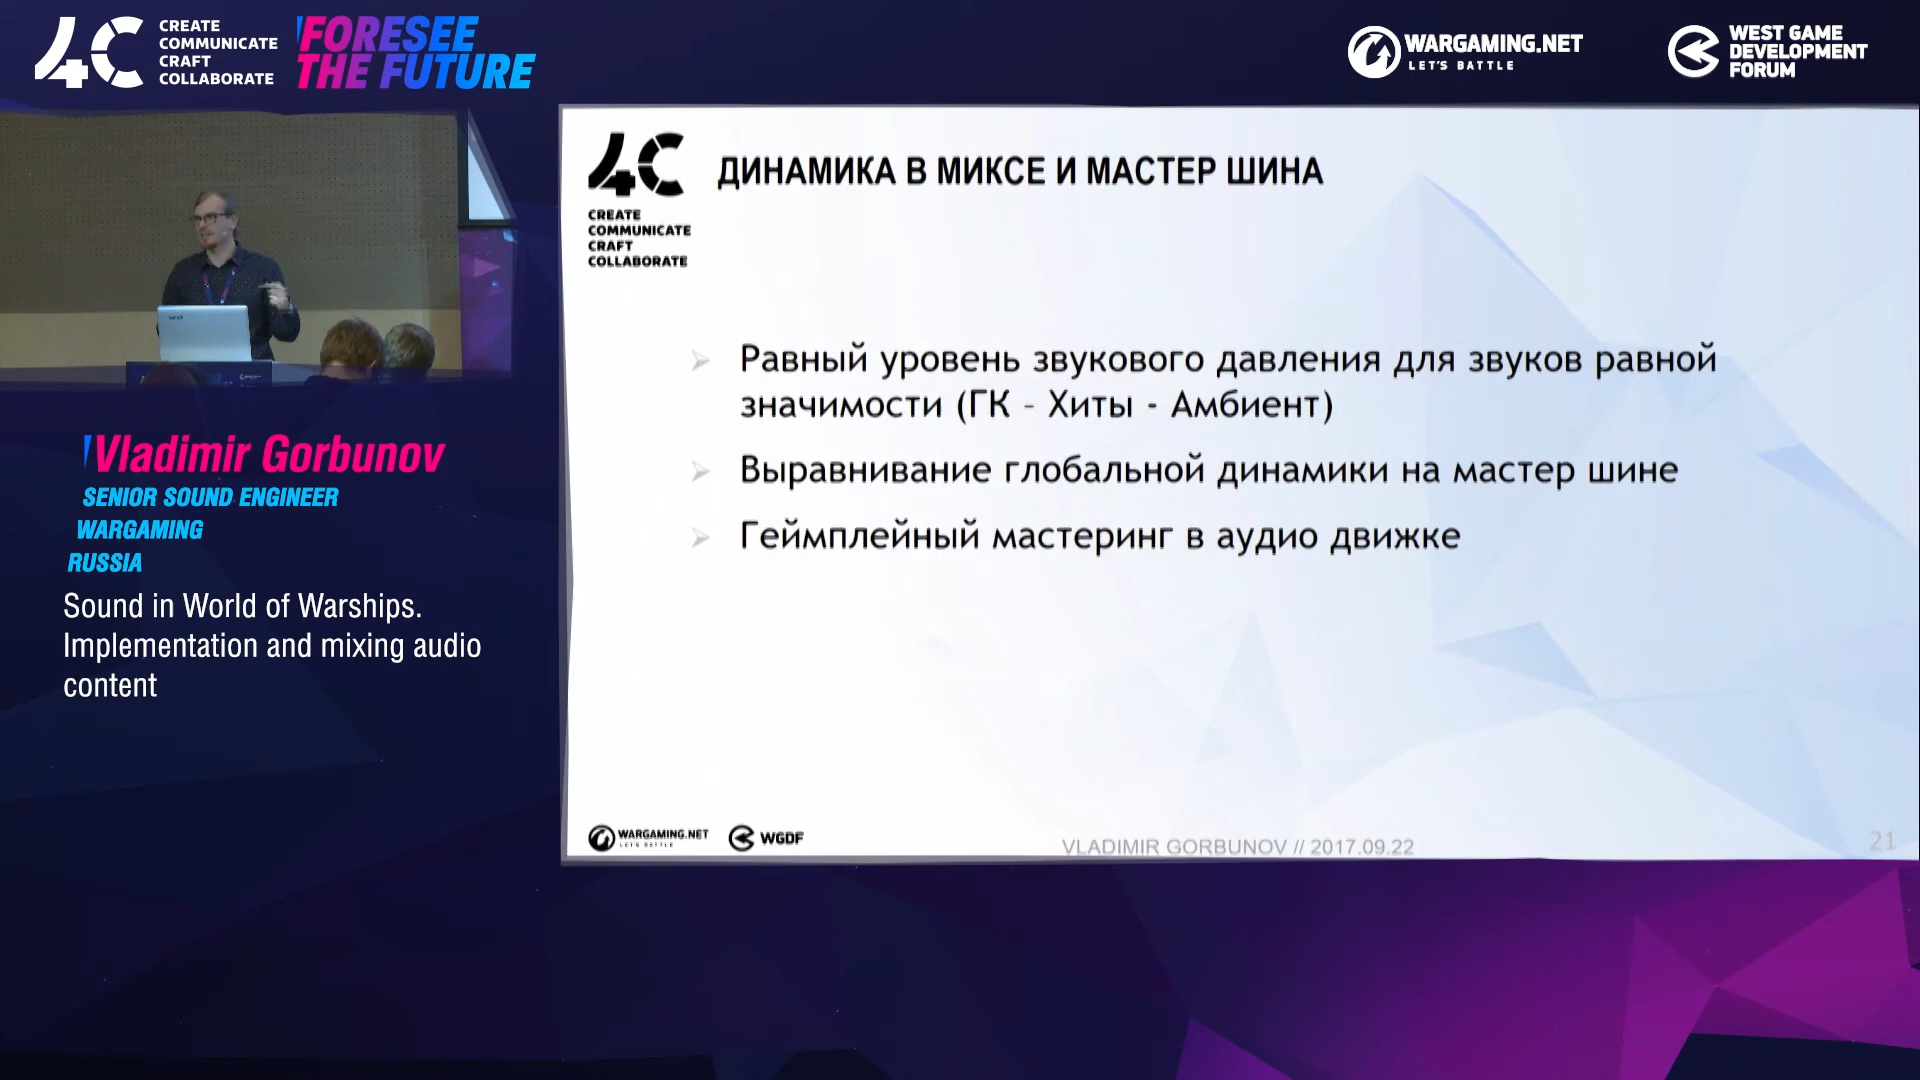 4C
CREATE
COMMUNICATE
CRAFT
COLLABORATE
FORESEE
THE FUTURE
WARGAMING.NET
LET'S BATTLE
WEST GAME
DEVELOPMENT
FORUM
Vladimir Gorbunov
SENIOR SOUND ENGINEER
WARGAMING
RUSSIA
Sound in World of Warships.
Implementation and mixing audio
content
4C
CREATE
COMMUNICATE
CRAFT
COLLABORATE
ДИНАМИКА В МИКСЕ И МАСТЕР ШИНА
Равный уровень звукового давления для звуков равной
значимости (ГК – Хиты - Амбиент)
Выравнивание глобальной динамики на мастер шине
Геймплейный мастеринг в аудио движке
WARGAMING.NET
LET'S BATTLE
WGDF
VLADIMIR GORBUNOV // 2017.09.22
21